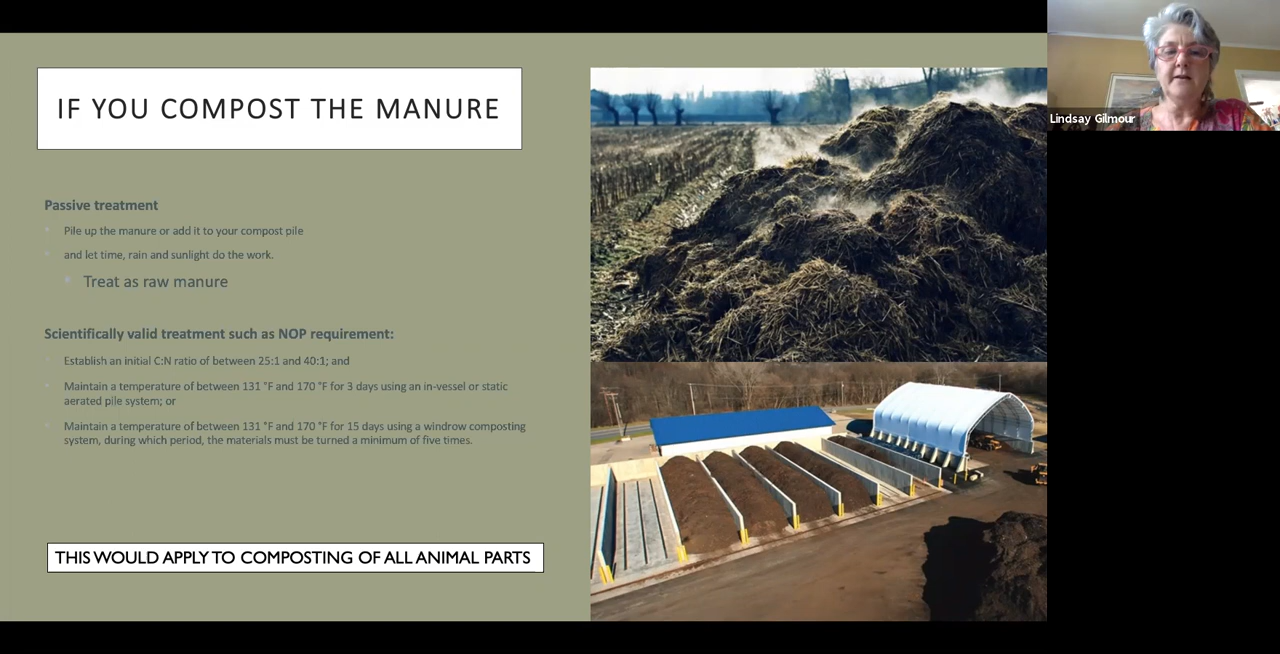 IF YOU COMPOST THE MANURE
Lindsay Gilmour
Passive treatment
Pile up the manure or add it to your compost pile
and let time, rain and sunlight do the work.
Treat as raw manure
Scientifically valid treatment such as NOP requirement:
Establish an initial C:N ratio of between 25:1 and 40:1; and
Maintain a temperature of between 131 °F and 170 °F for 3 days using an in-vessel or static
aerated pile system; or
Maintain a temperature of between 131 °F and 170 °F for 15 days using a windrow composting
system, during which period, the materials must be turned a minimum of five times.
THIS WOULD APPLY TO COMPOSTING OF ALL ANIMAL PARTS